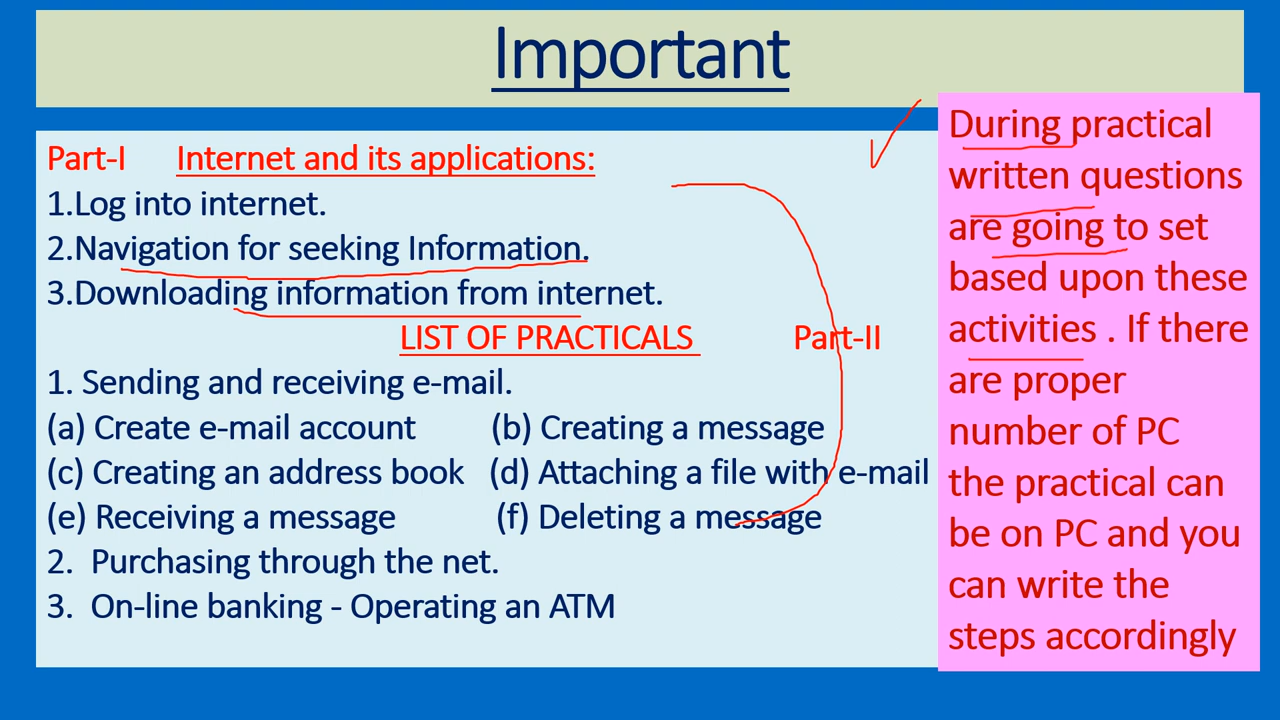 Important
Part-I Internet and its applications:
1.Log into internet.
2.Navigation for seeking Information.
3.Downloading information from internet.
LIST OF PRACTICALS Part-II
1. Sending and receiving e-mail.
(a) Create e-mail account (b) Creating a message
(c) Creating an address book (d) Attaching a file with e-mail
(e) Receiving a message (f) Deleting a message
2. Purchasing through the net.
3. On-line banking - Operating an ATM
During practical
written questions
are going to set
based upon these
activities . If there
are proper
number of PC
the practical can
be on PC and you
can write the
steps accordingly